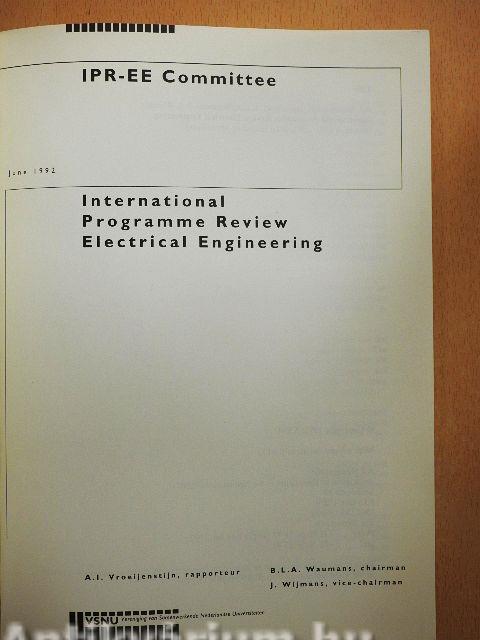 IPR-EE Committee
June 1992
International
Programme Review
Electrical Engineering
A.I. Vroeijenstijn, rapporteur
B.L.A. Waumans, chairman
J. Wijmans, vice-chairman
VSNU Vereniging van Samenwerkende Nederlandse Universiteiten